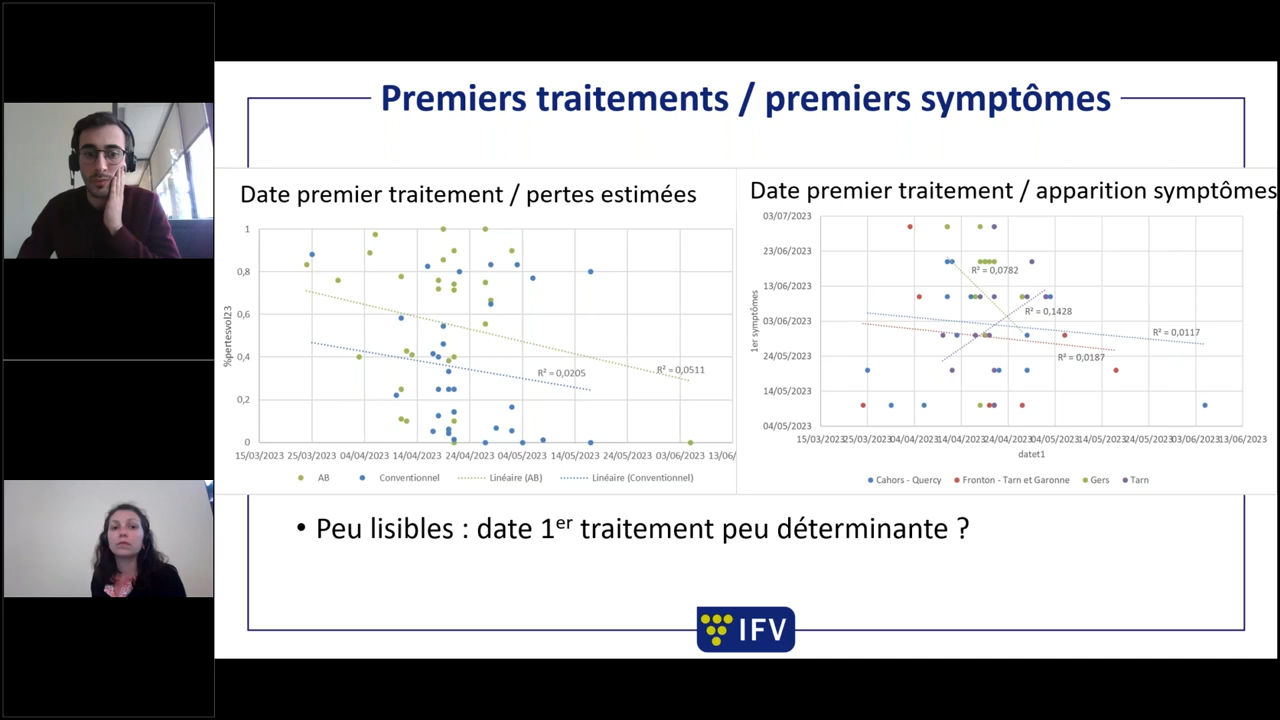 Premiers traitements / premiers symptômes
Date premier traitement / pertes estimées
1
0,8
0,6
0,4
0,2
0
%pertesvol23
R² = 0,0205
R² = 0,0511
15/03/2023 25/03/2023 04/04/2023 14/04/2023 24/04/2023 04/05/2023 14/05/2023 24/05/2023 03/06/2023 13/06/
AB Conventionnel Linéaire (AB) Linéaire (Conventionnel)
Date premier traitement / apparition symptômes
03/07/2023
23/06/2023
13/06/2023
03/06/2023
24/05/2023
14/05/2023
04/05/2023
1er symptômes
R² = 0,0782
R² = 0,1428
R² = 0,0117
R² = 0,0187
15/03/2023 25/03/2023 04/04/2023 14/04/2023 24/04/2023 04/05/2023 14/05/2023 24/05/2023 03/06/2023 13/06/2023
datet1
Cahors - Quercy Fronton - Tarn et Garonne Gers Tarn
• Peu lisibles : date 1er traitement peu déterminante ?
IFV